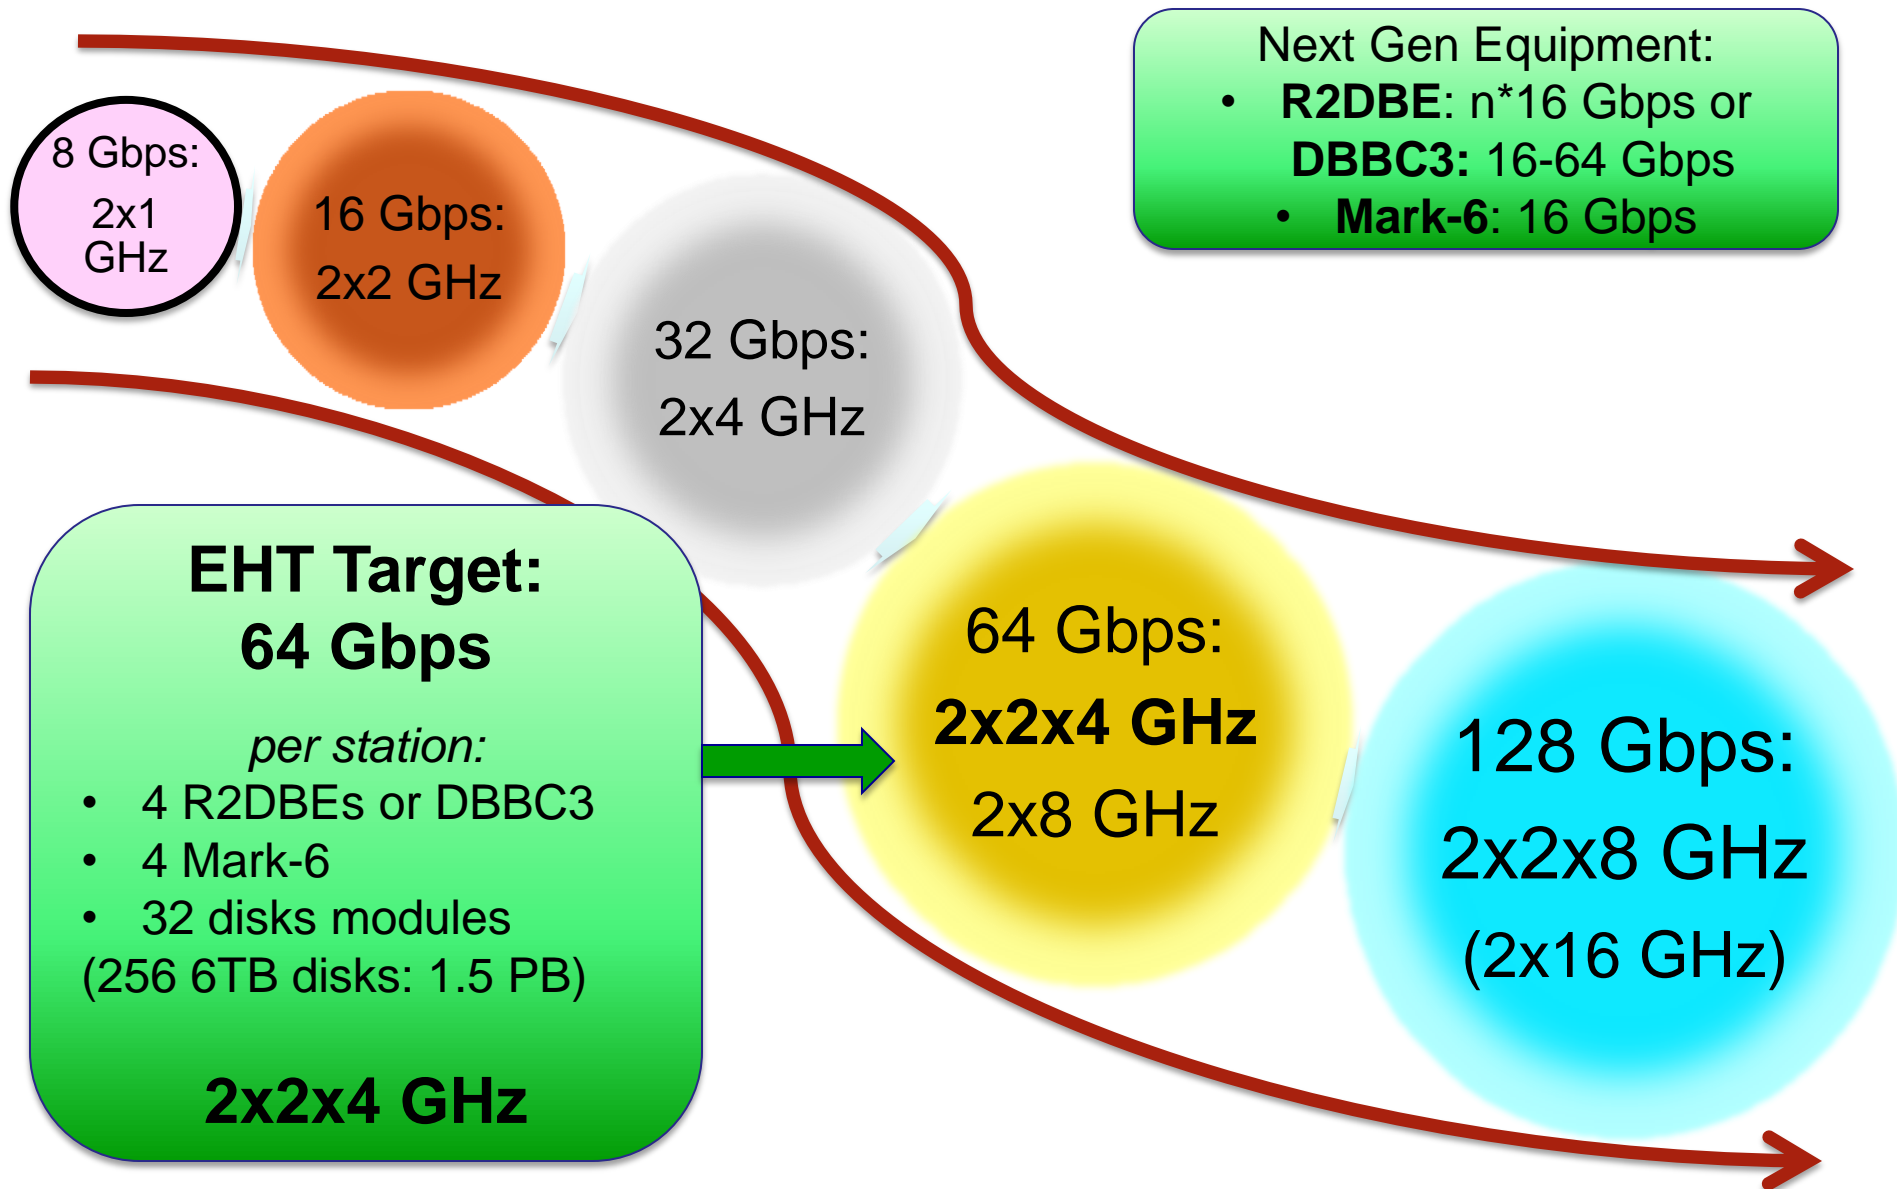 Next Gen Equipment:
• R2DBE: n*16 Gbps or
DBBC3: 16-64 Gbps
• Mark-6: 16 Gbps
8 Gbps:
2x1
GHz
16 Gbps:
2x2 GHz
32 Gbps:
2x4 GHz
64 Gbps:
2x2x4 GHz
2x8 GHz
128 Gbps:
2x2x8 GHz
(2x16 GHz)
EHT Target:
64 Gbps
per station:
• 4 R2DBEs or DBBC3
• 4 Mark-6
• 32 disks modules
(256 6TB disks: 1.5 PB)
2x2x4 GHz